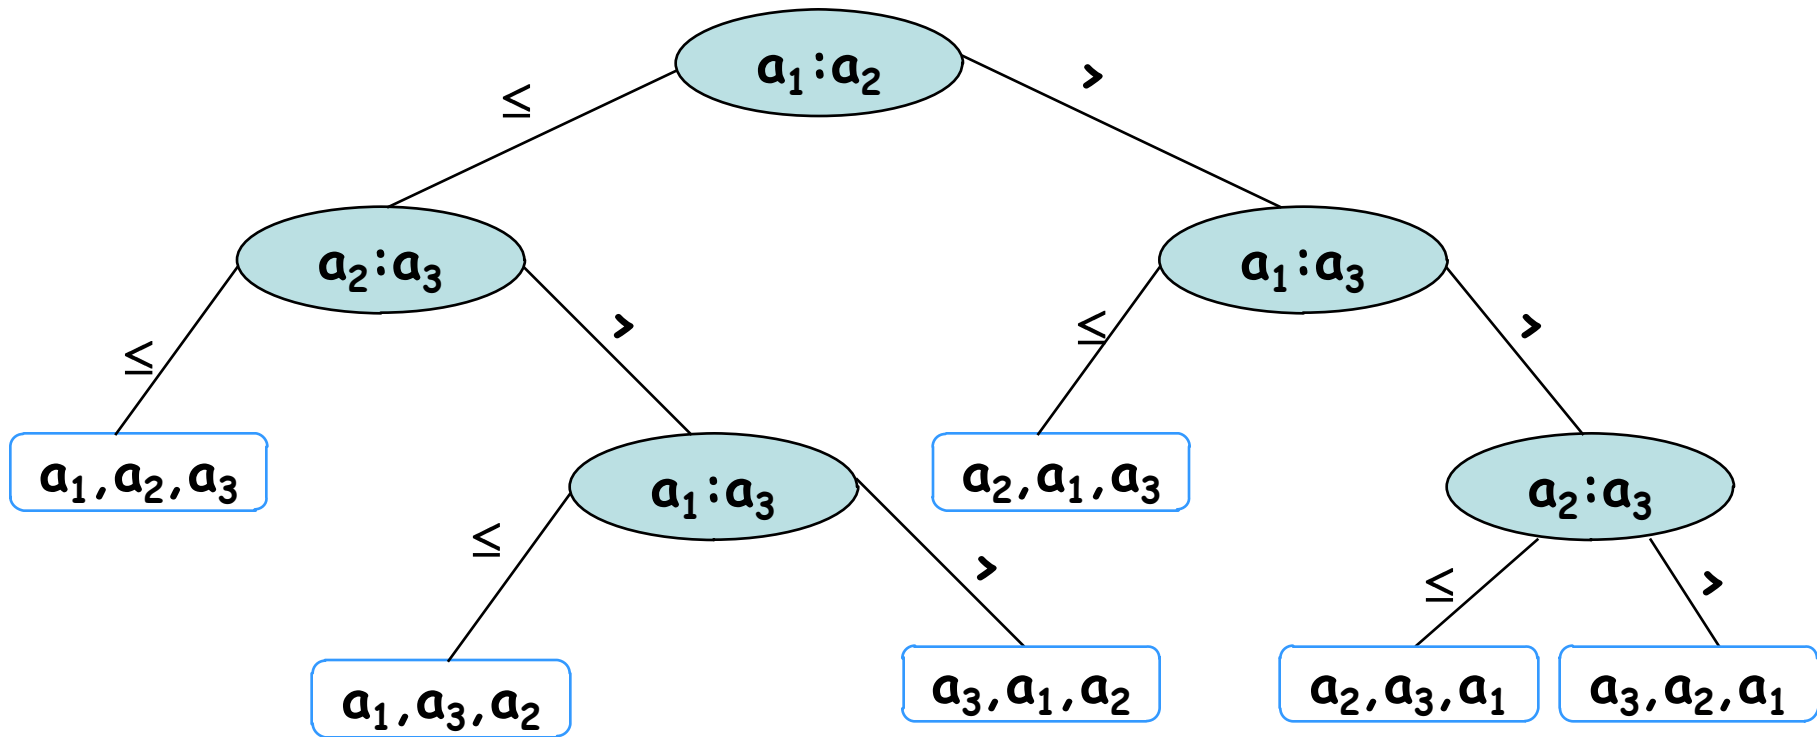 a₁:a₂
≤
>
a₂:a₃
a₁:a₃
≤
>
≤
>
a₁,a₂,a₃
a₁:a₃
a₂,a₁,a₃
a₂:a₃
≤
>
≤
>
a₁,a₃,a₂
a₃,a₁,a₂
a₂,a₃,a₁
a₃,a₂,a₁